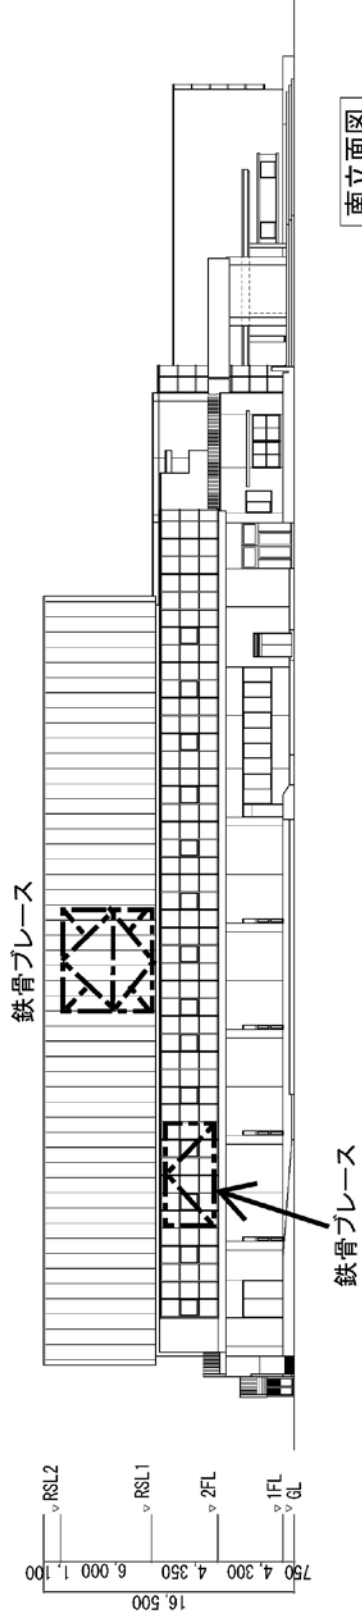 鉄骨ブレース
鉄骨ブレース
▽RSL2
▽RSL1
▽2FL
▽1FL
▽GL
1,100
6,000
4,350
4,300
750
16,500
南立面図